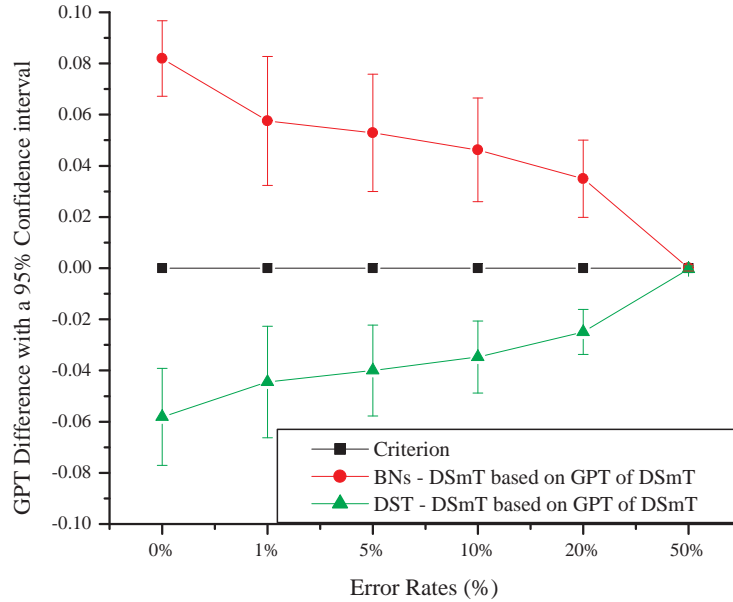 GPT Difference with a 95% Confidence interval
0.10
0.08
0.06
0.04
0.02
0.00
-0.02
-0.04
-0.06
-0.08
-0.10
Criterion
BNs - DSmT based on GPT of DSmT
DST - DSmT based on GPT of DSmT
0% 1% 5% 10% 20% 50%
Error Rates (%)